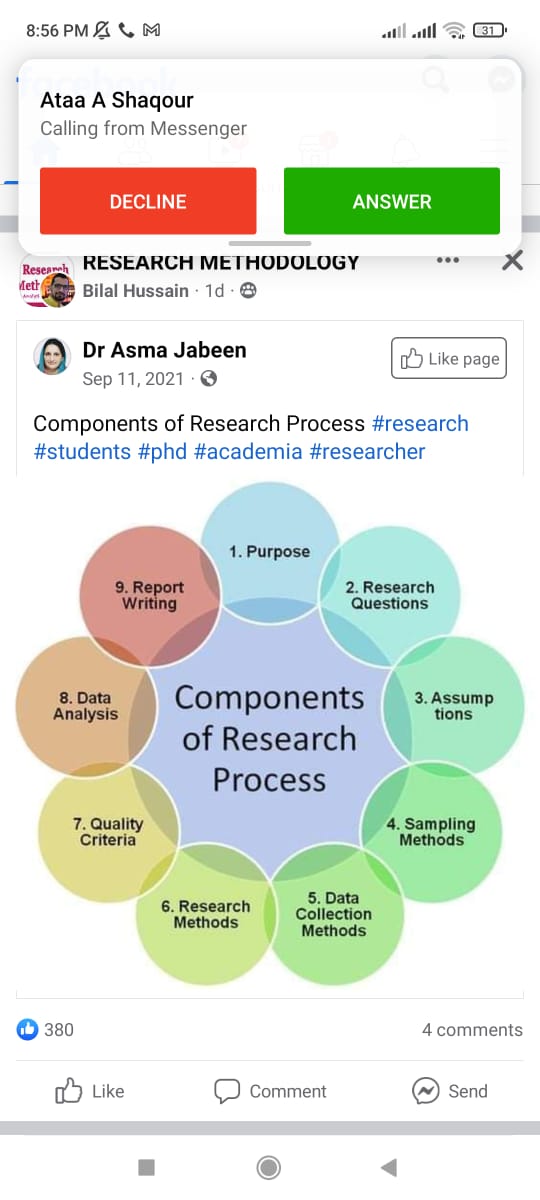 8:56 PM
31
facebook
Ataa A Shaqour
Calling from Messenger
DECLINE
ANSWER
Research
RESEARCH METHODOLOGY
Bilal Hussain · 1d ·
Dr Asma Jabeen
Sep 11, 2021 ·
Like page
Components of Research Process #research
#students #phd #academia #researcher
1. Purpose
2. Research
Questions
3. Assump
tions
4. Sampling
Methods
5. Data
Collection
Methods
6. Research
Methods
7. Quality
Criteria
8. Data
Analysis
9. Report
Writing
Components
of Research
Process
380
4 comments
Like
Comment
Send